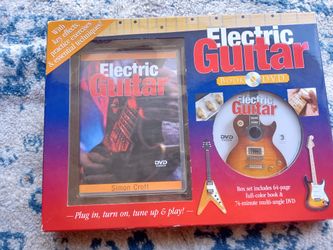 With
key effects,
practice exercises
& essential techniques!
Electric
Guitar
BOOK & DVD
Electric
Guitar
DVD
Simon Croft
Electric
Guitar
DVD
3
Box set includes 64-page
full-color book &
74-minute multi-angle DVD
— Plug in, turn on, tune up & play! —